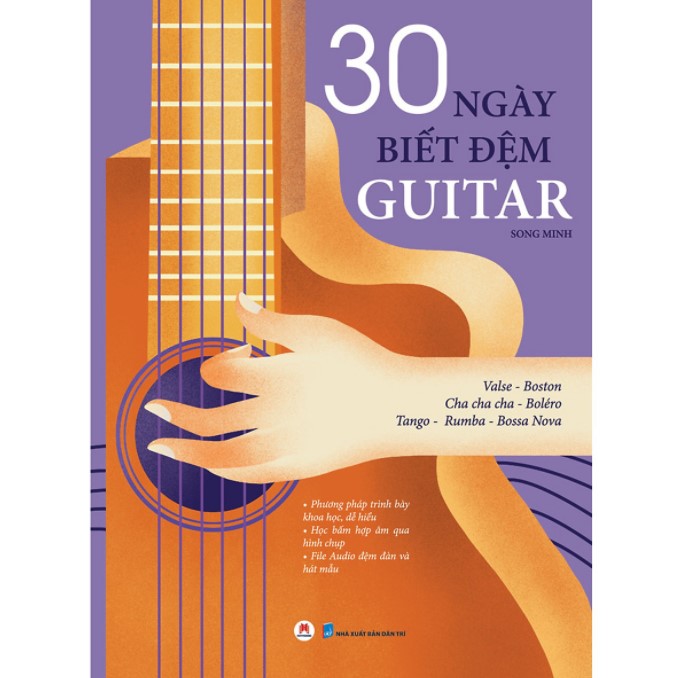 30 NGÀY
BIẾT ĐỆM
GUITAR
SONG MINH
Valse - Boston
Cha cha cha - Boléro
Tango - Rumba - Bossa Nova
• Phương pháp trình bày
khoa học, dễ hiểu
• Học bấm hợp âm qua
hình chụp
• File Audio đệm đàn và
hát mẫu
NHÀ XUẤT BẢN DÂN TRÍ